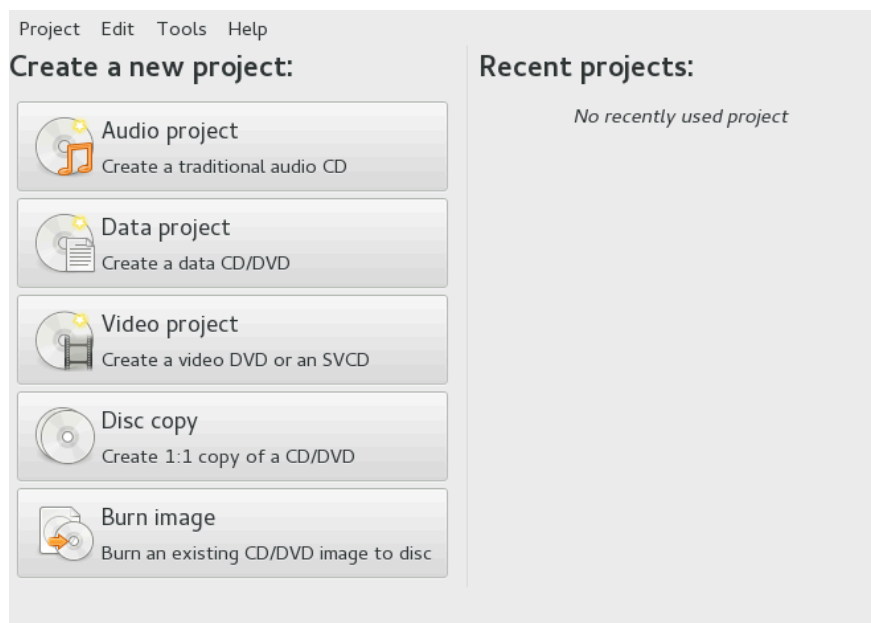 Project Edit Tools Help
Create a new project:
Audio project
Create a traditional audio CD
Data project
Create a data CD/DVD
Video project
Create a video DVD or an SVCD
Disc copy
Create 1:1 copy of a CD/DVD
Burn image
Burn an existing CD/DVD image to disc
Recent projects:
No recently used project